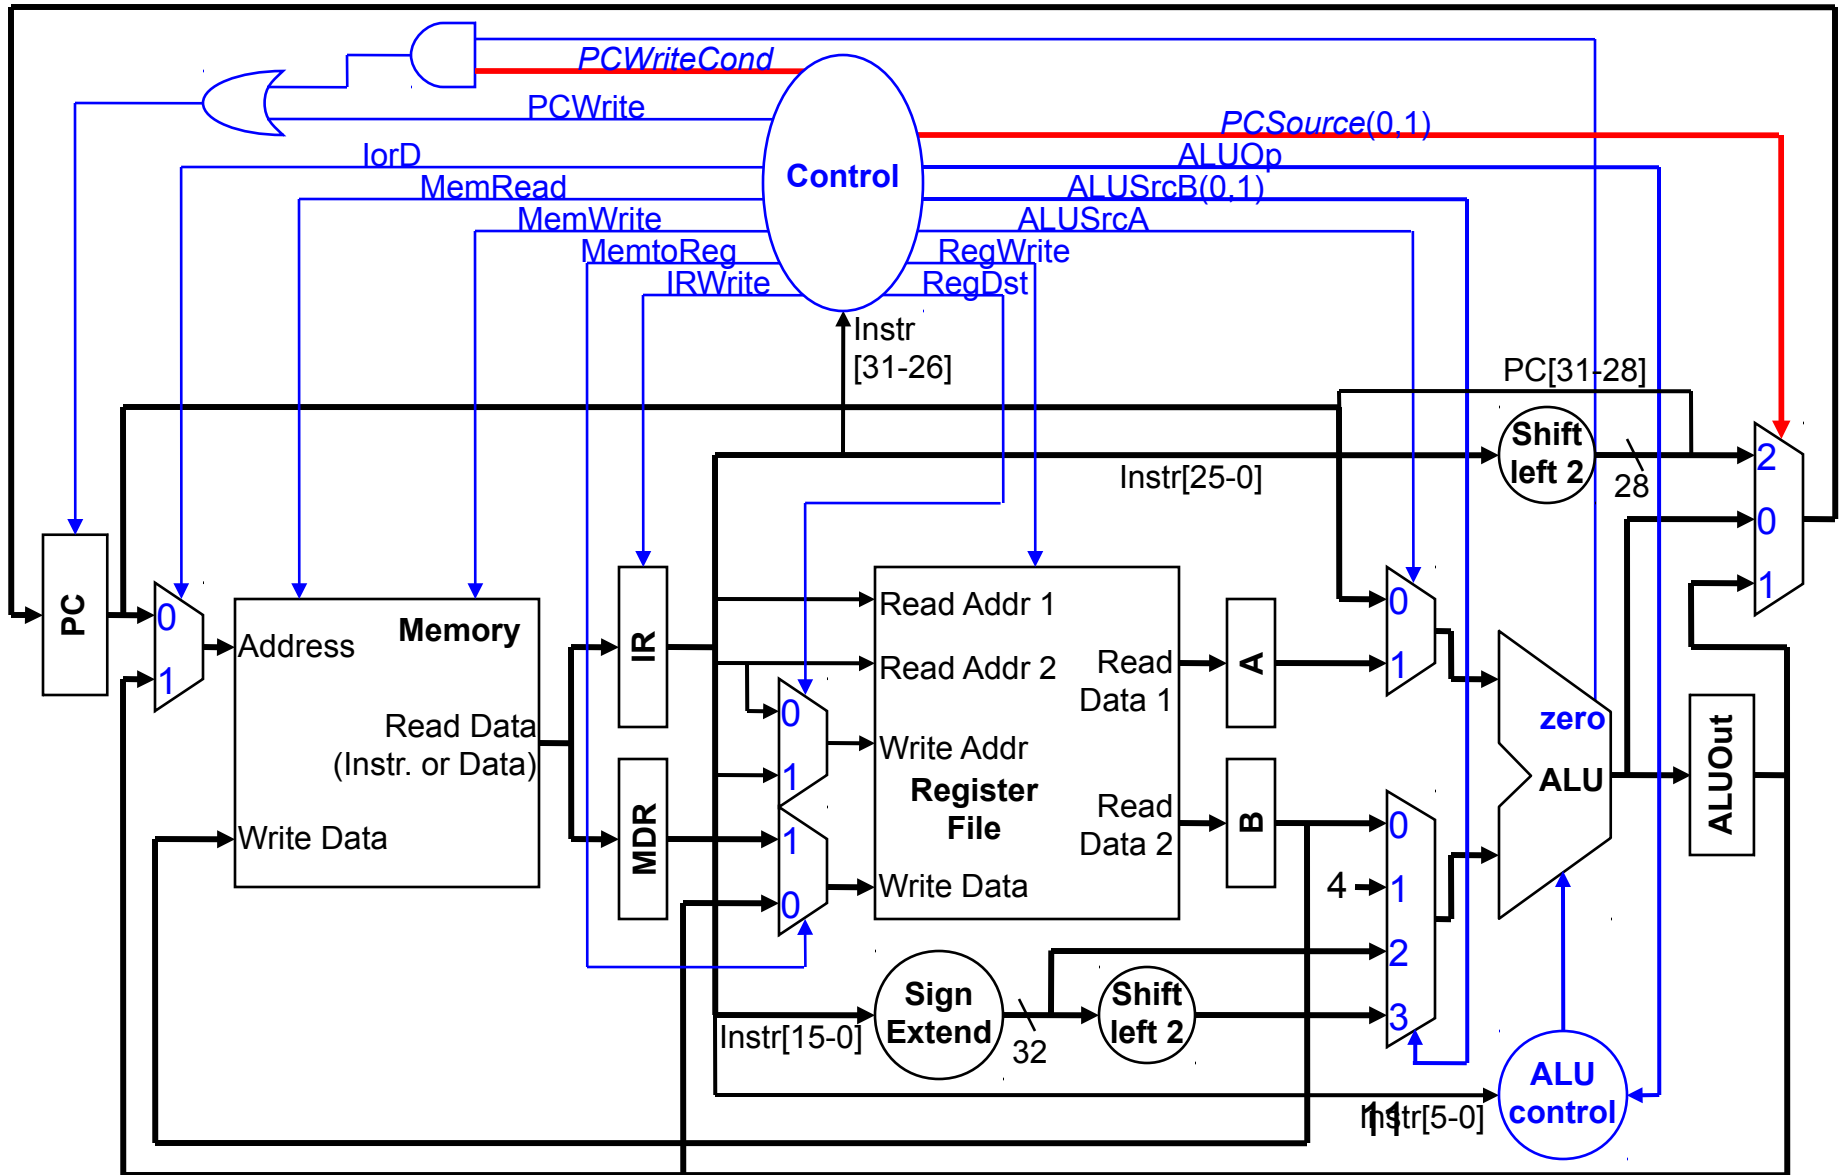 PCWriteCond
PCWrite
PCSource(0,1)
IorD
ALUOp
MemRead
Control
ALUSrcB(0,1)
MemWrite
ALUSrcA
MemtoReg
RegWrite
IRWrite
RegDst
Instr
[31-26]
PC[31-28]
Shift
left 2
Instr[25-0]
28
2
0
1
PC
0
1
Address
Memory
Read Data
(Instr. or Data)
Write Data
IR
MDR
0
1
1
0
Read Addr 1
Read Addr 2
Read
Data 1
Write Addr
Register
File
Read
Data 2
Write Data
A
B
0
1
0
4
1
2
3
zero
ALU
ALUOut
Sign
Extend
Instr[15-0]
32
Shift
left 2
ALU
control
Instr[5-0]
11